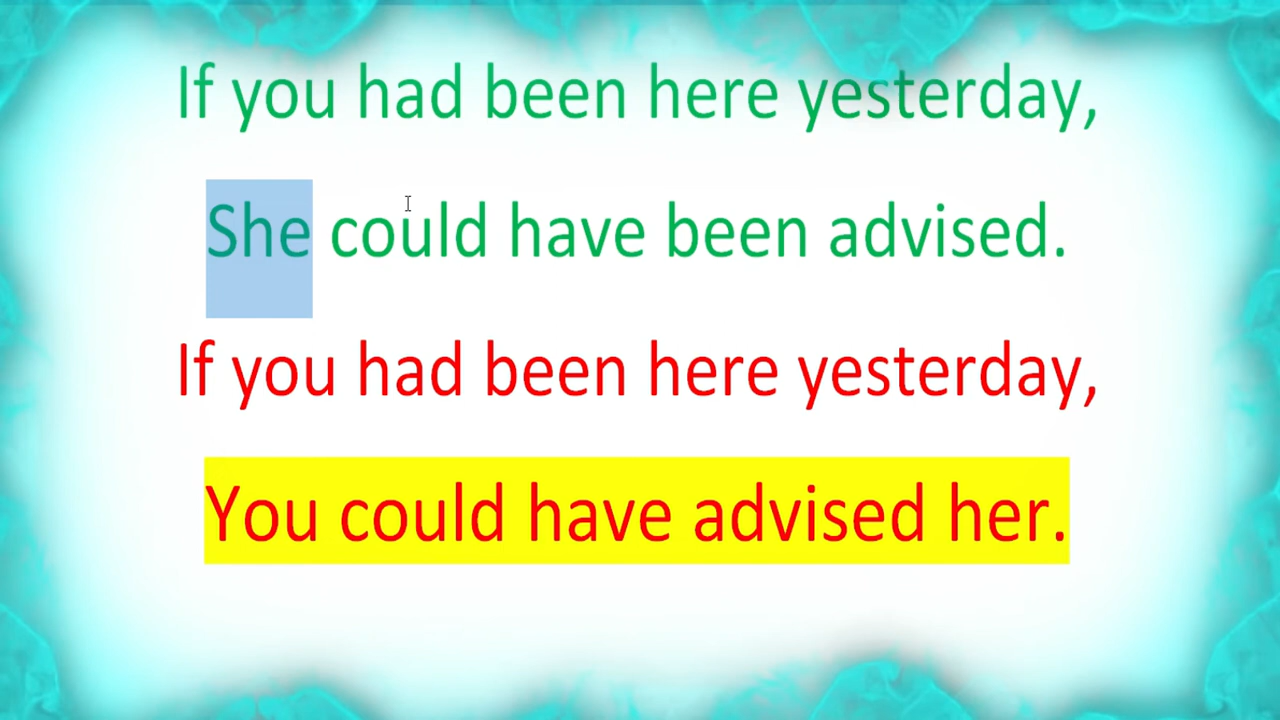 If you had been here yesterday,
She could have been advised.
If you had been here yesterday,
You could have advised her.